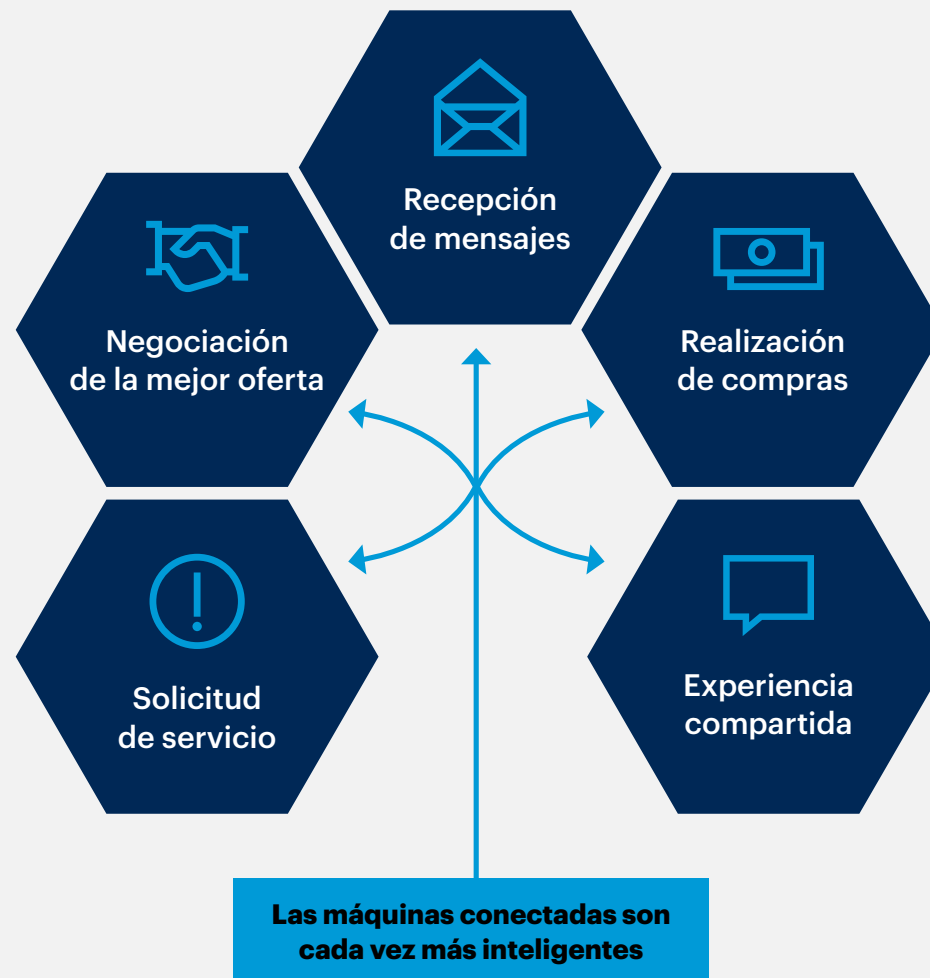 Recepción
de mensajes
Negociación
de la mejor oferta
Realización
de compras
Solicitud
de servicio
Experiencia
compartida
Las máquinas conectadas son
cada vez más inteligentes